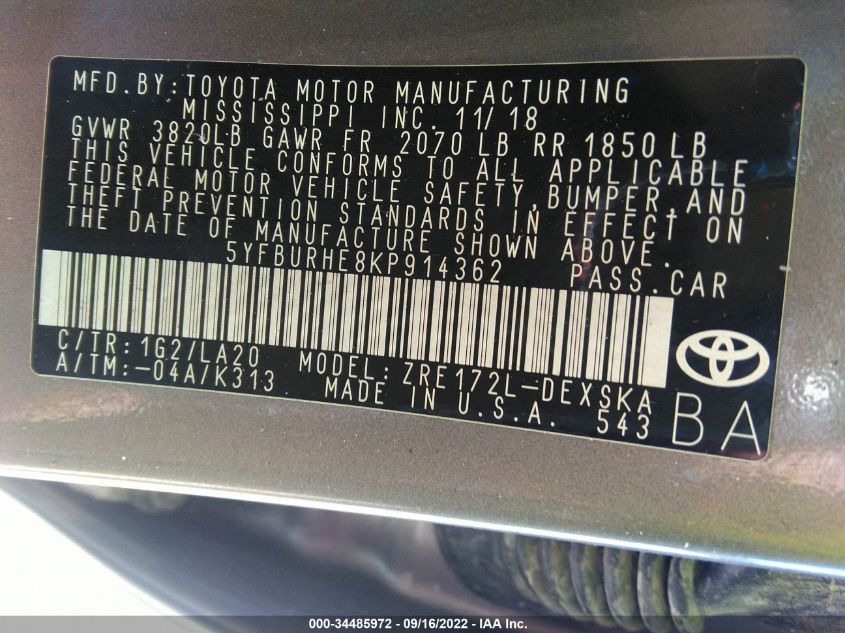 MFD.BY:TOYOTA MOTOR MANUFACTURING
MISSISSIPPI INC. 11/18
GVWR 3820LB GAWR FR 2070 LB RR 1850 LB
THIS VEHICLE CONFORMS TO ALL APPLICABLE
FEDERAL MOTOR VEHICLE SAFETY,BUMPER,AND
THEFT PREVENTION STANDARDS IN EFFECT ON
THE DATE OF MANUFACTURE SHOWN ABOVE.
5YFBURHE8KP914362 PASS.CAR
C/TR:1G2/LA20 MODEL:ZRE172L-DEXSKA
A/TM:-04A/K313 MADE IN U.S.A. 543
BA
000-34485972 - 09/16/2022 - IAA Inc.